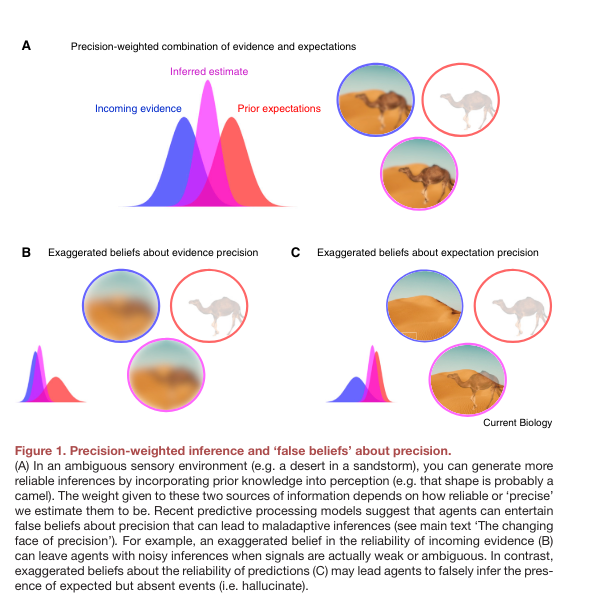 A Precision-weighted combination of evidence and expectations
Inferred estimate
Incoming evidence
Prior expectations
B Exaggerated beliefs about evidence precision
C Exaggerated beliefs about expectation precision
Current Biology
Figure 1. Precision-weighted inference and ‘false beliefs’ about precision.
(A) In an ambiguous sensory environment (e.g. a desert in a sandstorm), you can generate more
reliable inferences by incorporating prior knowledge into perception (e.g. that shape is probably a
camel). The weight given to these two sources of information depends on how reliable or ‘precise’
we estimate them to be. Recent predictive processing models suggest that agents can entertain
false beliefs about precision that can lead to maladaptive inferences (see main text ‘The changing
face of precision’). For example, an exaggerated belief in the reliability of incoming evidence (B)
can leave agents with noisy inferences when signals are actually weak or ambiguous. In contrast,
exaggerated beliefs about the reliability of predictions (C) may lead agents to falsely infer the pres-
ence of expected but absent events (i.e. hallucinate).